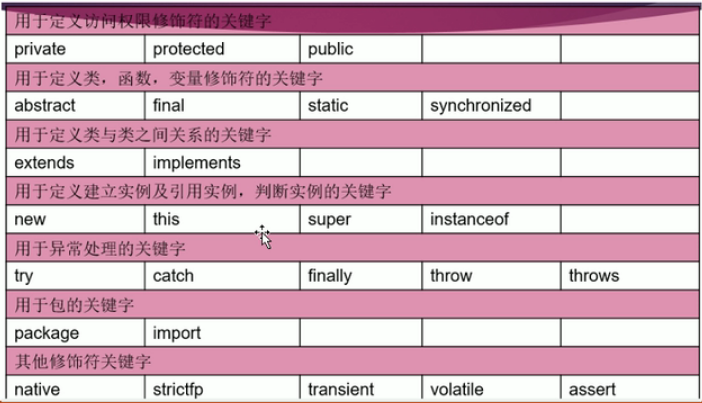 用于定义访问权限修饰符的关键字
private protected public
用于定义类，函数，变量修饰符的关键字
abstract final static synchronized
用于定义类与类之间关系的关键字
extends implements
用于定义建立实例及引用实例，判断实例的关键字
new this super instanceof
用于异常处理的关键字
try catch finally throw throws
用于包的关键字
package import
其他修饰符关键字
native strictfp transient volatile assert